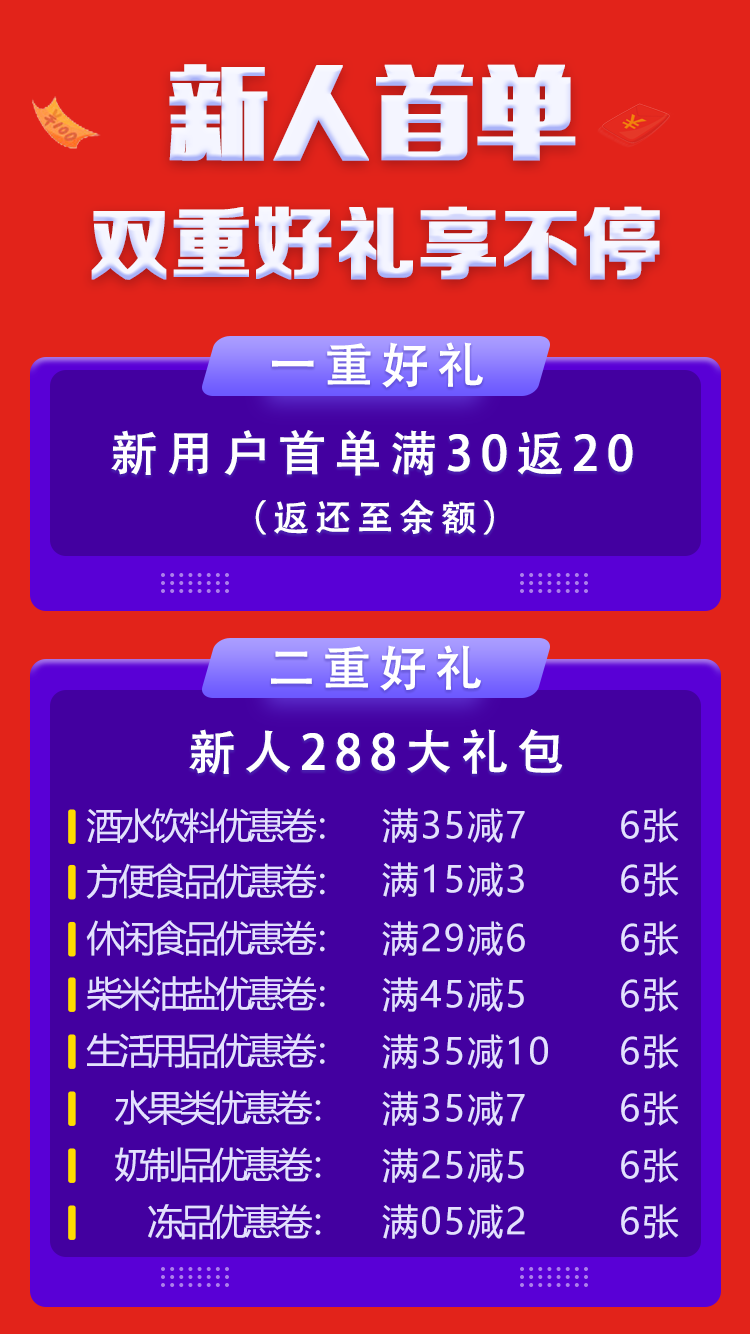 新人首单
¥100
¥
双重好礼享不停
一重好礼
新用户首单满30返20
（返还至余额）
二重好礼
新人288大礼包
酒水饮料优惠卷： 满35减7 6张
方便食品优惠卷： 满15减3 6张
休闲食品优惠卷： 满29减6 6张
柴米油盐优惠卷： 满45减5 6张
生活用品优惠卷： 满35减10 6张
水果类优惠卷： 满35减7 6张
奶制品优惠卷： 满25减5 6张
冻品优惠卷： 满05减2 6张